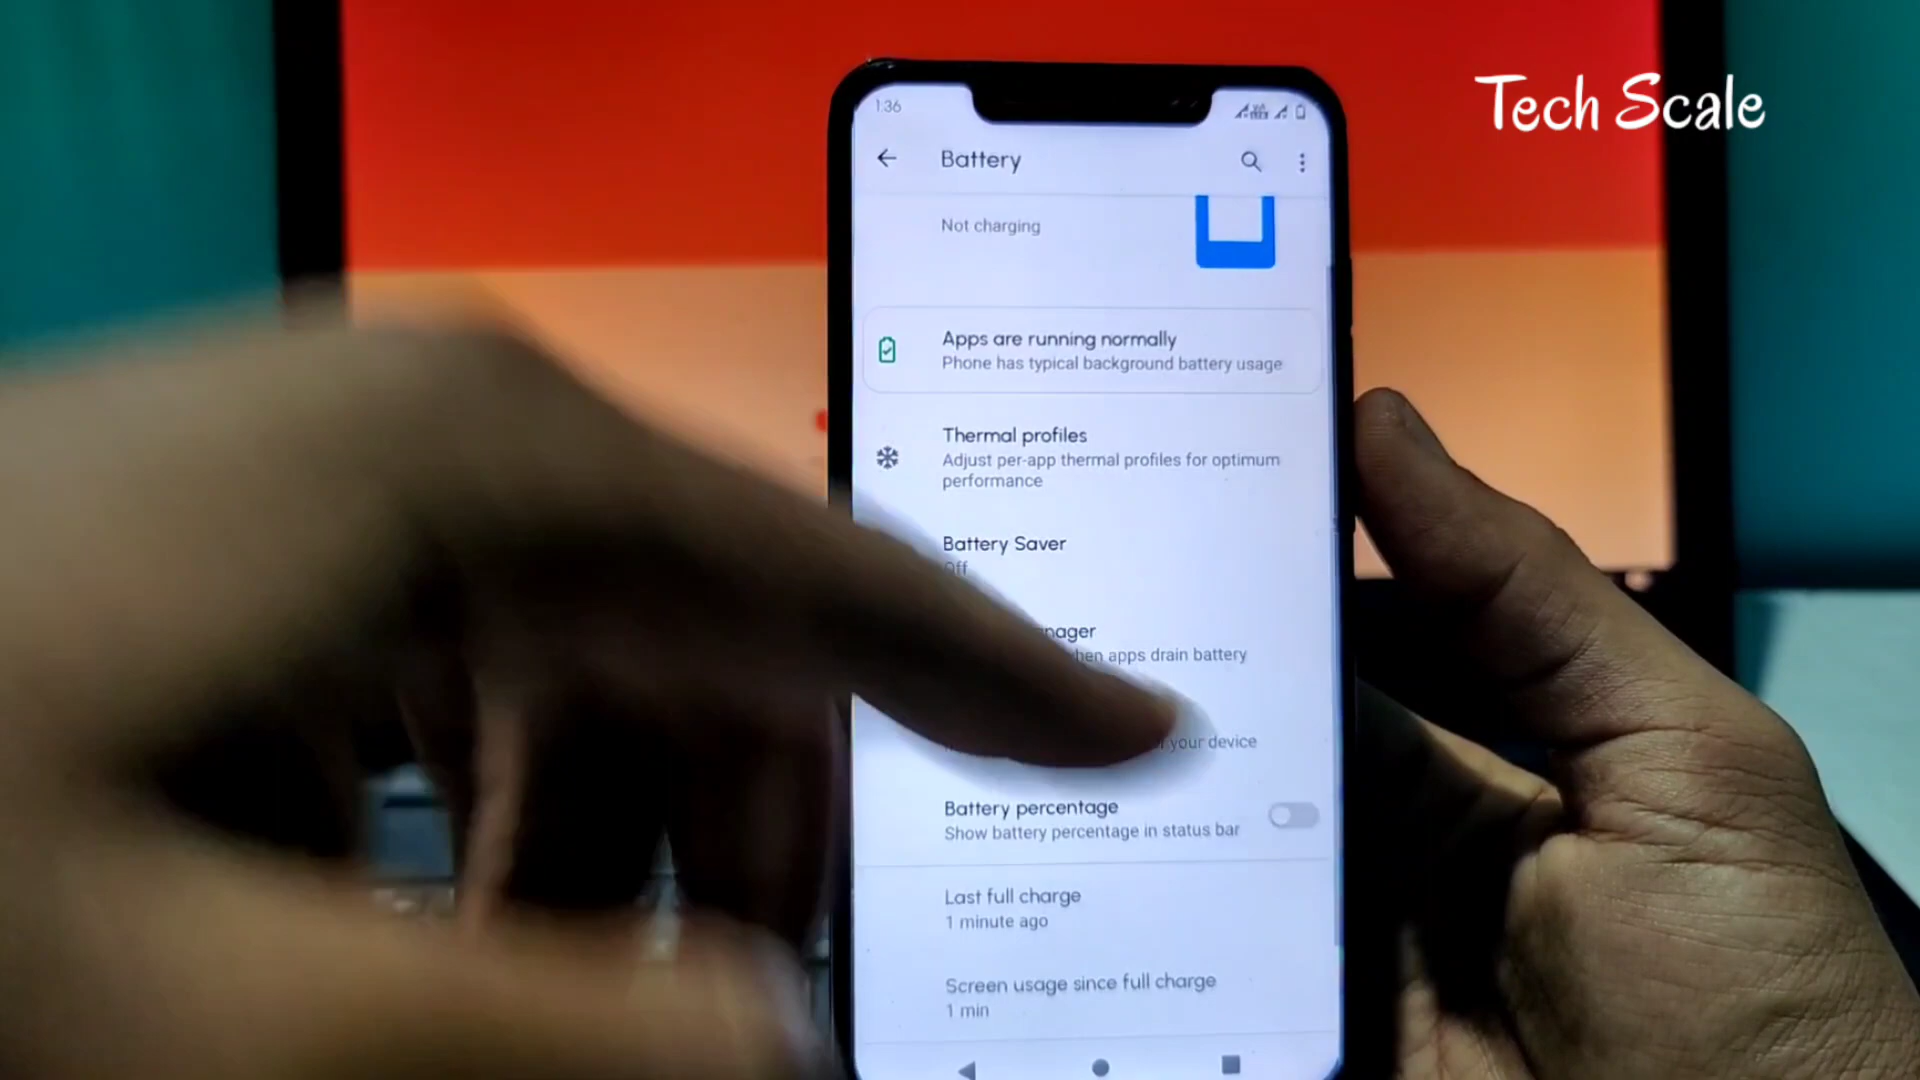 Tech Scale
1:36
Battery
Not charging
Apps are running normally
Phone has typical background battery usage
Thermal profiles
Adjust per-app thermal profiles for optimum
performance
Battery Saver
Off
apps drain battery
your device
Battery percentage
Show battery percentage in status bar
Last full charge
1 minute ago
Screen usage since full charge
1 min